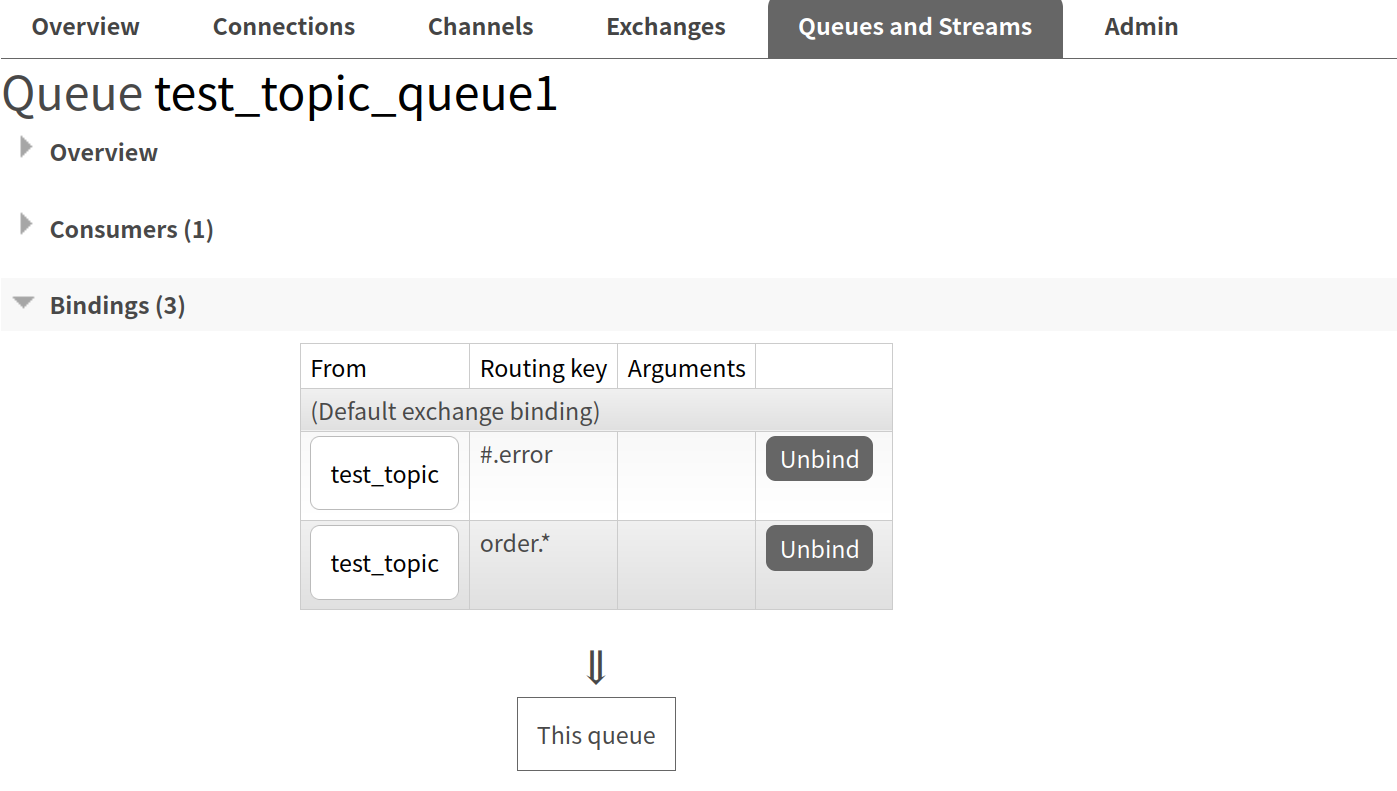 Overview Connections Channels Exchanges Queues and Streams Admin
Queue test_topic_queue1
Overview
Consumers (1)
Bindings (3)
From Routing key Arguments
(Default exchange binding)
test_topic #.error Unbind
test_topic order.* Unbind
⇓
This queue